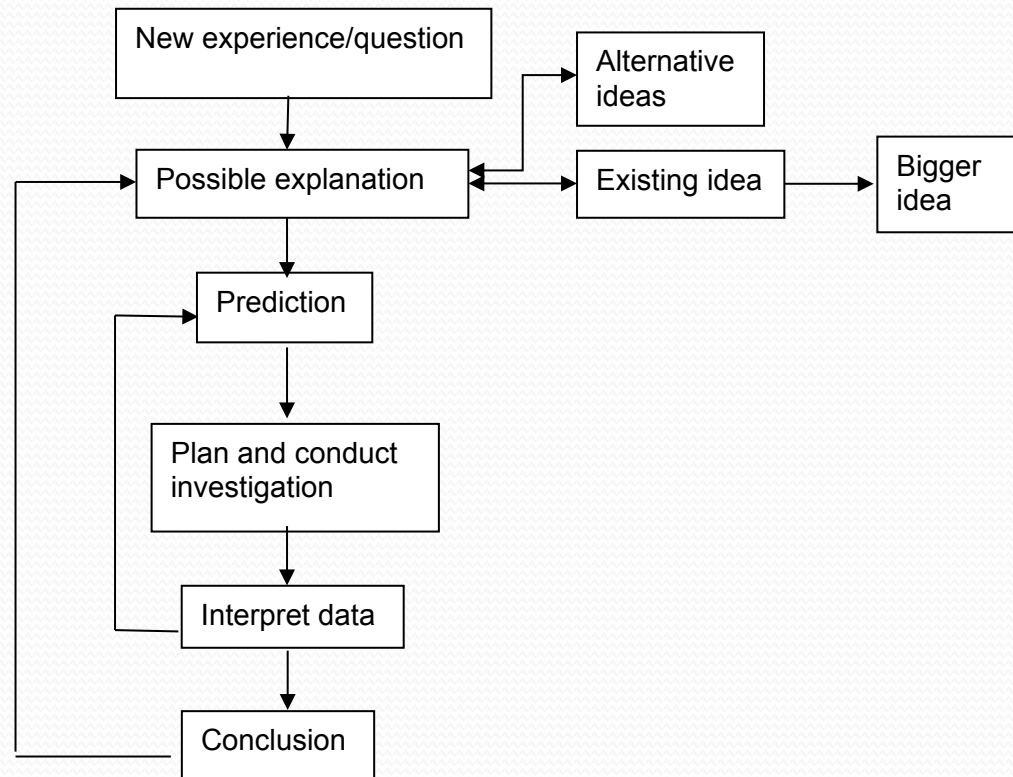 New experience/question
Alternative
ideas
Possible explanation
Existing idea
Bigger
idea
Prediction
Plan and conduct
investigation
Interpret data
Conclusion